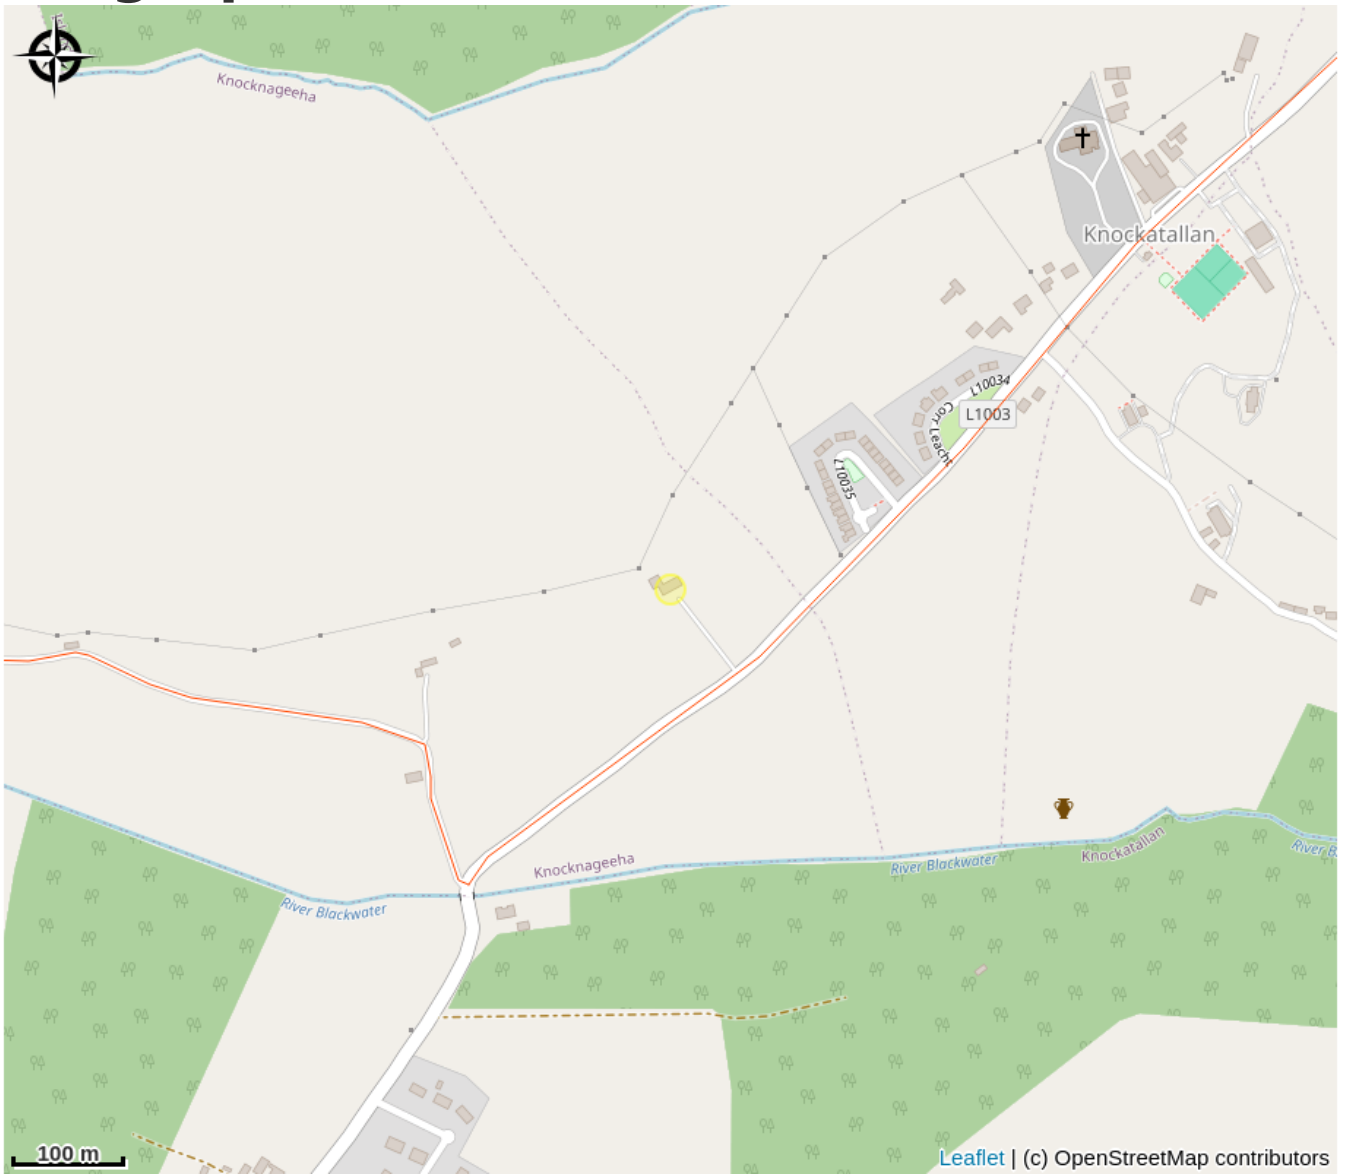 Knocknageeha
Knockatallan
L10034
Corr Leacht
L1003
L10035
Knocknageeha
River Blackwater
Knockatallan
River B
River Blackwater
100 m
Leaflet | (c) OpenStreetMap contributors